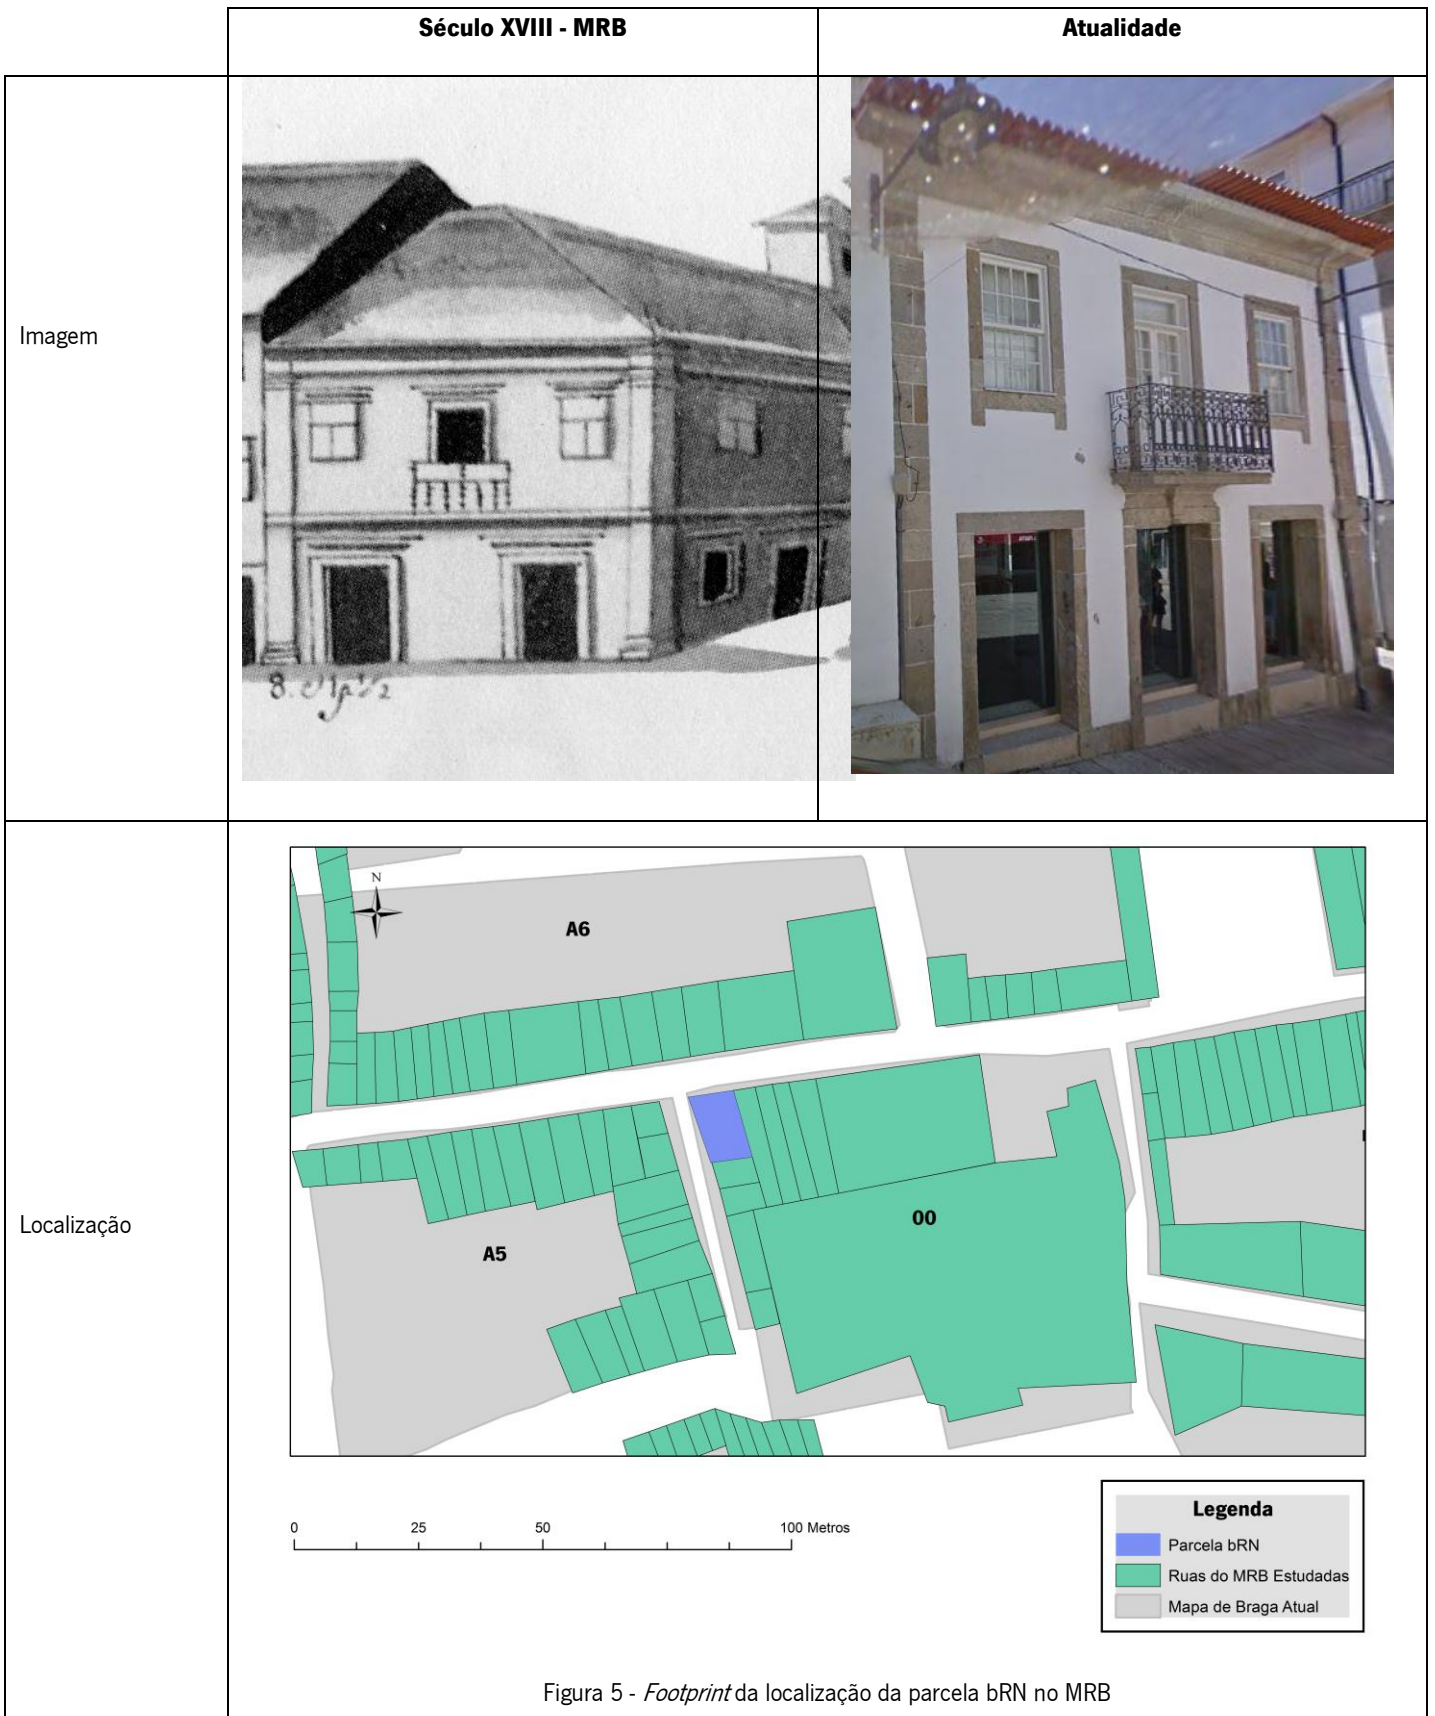 Século XVIII - MRB
Atualidade
Imagem
8.
Localização
N
A6
A5
00
0 25 50 100 Metros
Legenda
Parcela bRN
Ruas do MRB Estudadas
Mapa de Braga Atual
Figura 5 - Footprint da localização da parcela bRN no MRB